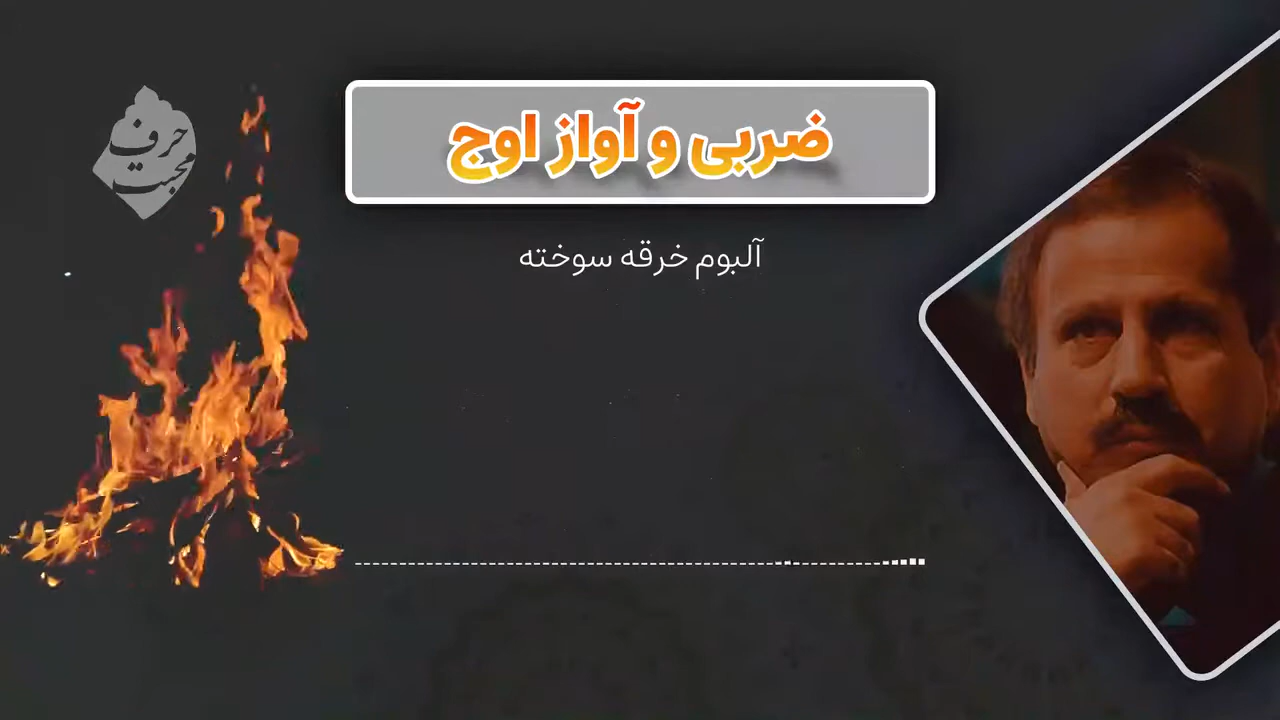 ضربی و آواز اوج
آلبوم خرقه سوخته
حرف
محبت